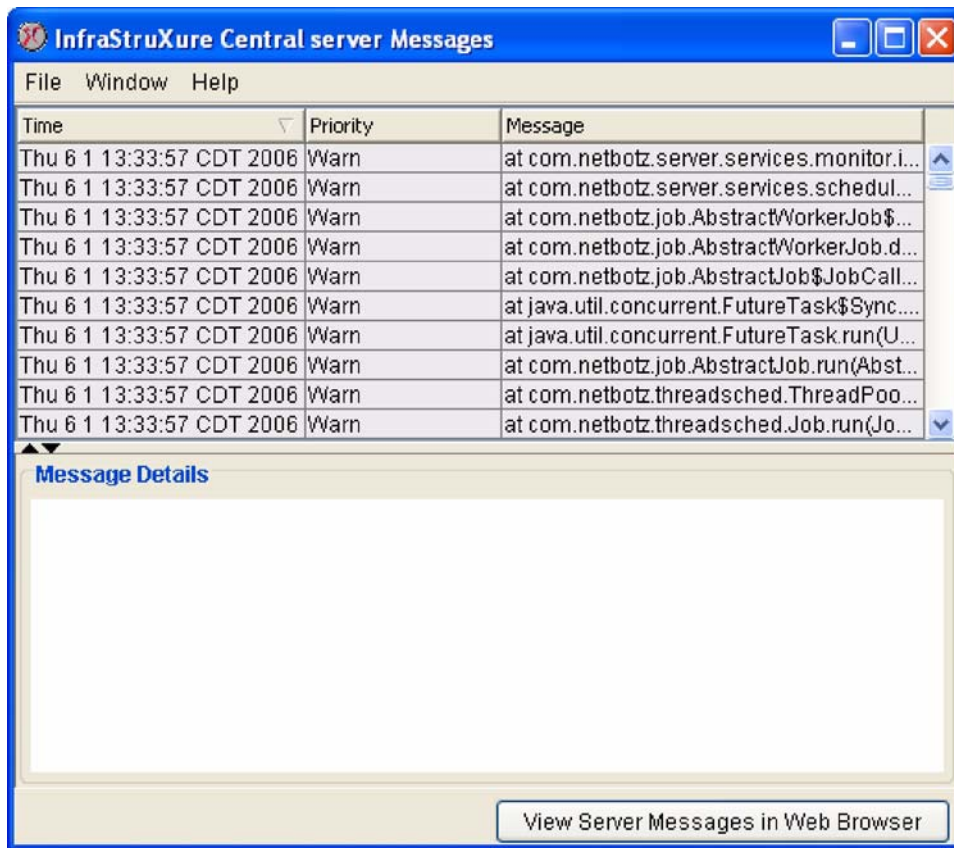 InfraStruXure Central server Messages
File Window Help
Time Priority Message
Thu 6 1 13:33:57 CDT 2006 Warn at com.netbotz.server.services.monitor.i...
Thu 6 1 13:33:57 CDT 2006 Warn at com.netbotz.server.services.schedul...
Thu 6 1 13:33:57 CDT 2006 Warn at com.netbotz.job.AbstractWorkerJob$...
Thu 6 1 13:33:57 CDT 2006 Warn at com.netbotz.job.AbstractWorkerJob.d...
Thu 6 1 13:33:57 CDT 2006 Warn at com.netbotz.job.AbstractJob$JobCall...
Thu 6 1 13:33:57 CDT 2006 Warn at java.util.concurrent.FutureTask$Sync....
Thu 6 1 13:33:57 CDT 2006 Warn at java.util.concurrent.FutureTask.run(U...
Thu 6 1 13:33:57 CDT 2006 Warn at com.netbotz.job.AbstractJob.run(Abst...
Thu 6 1 13:33:57 CDT 2006 Warn at com.netbotz.threadsched.ThreadPoo...
Thu 6 1 13:33:57 CDT 2006 Warn at com.netbotz.threadsched.Job.run(Jo...
Message Details
View Server Messages in Web Browser